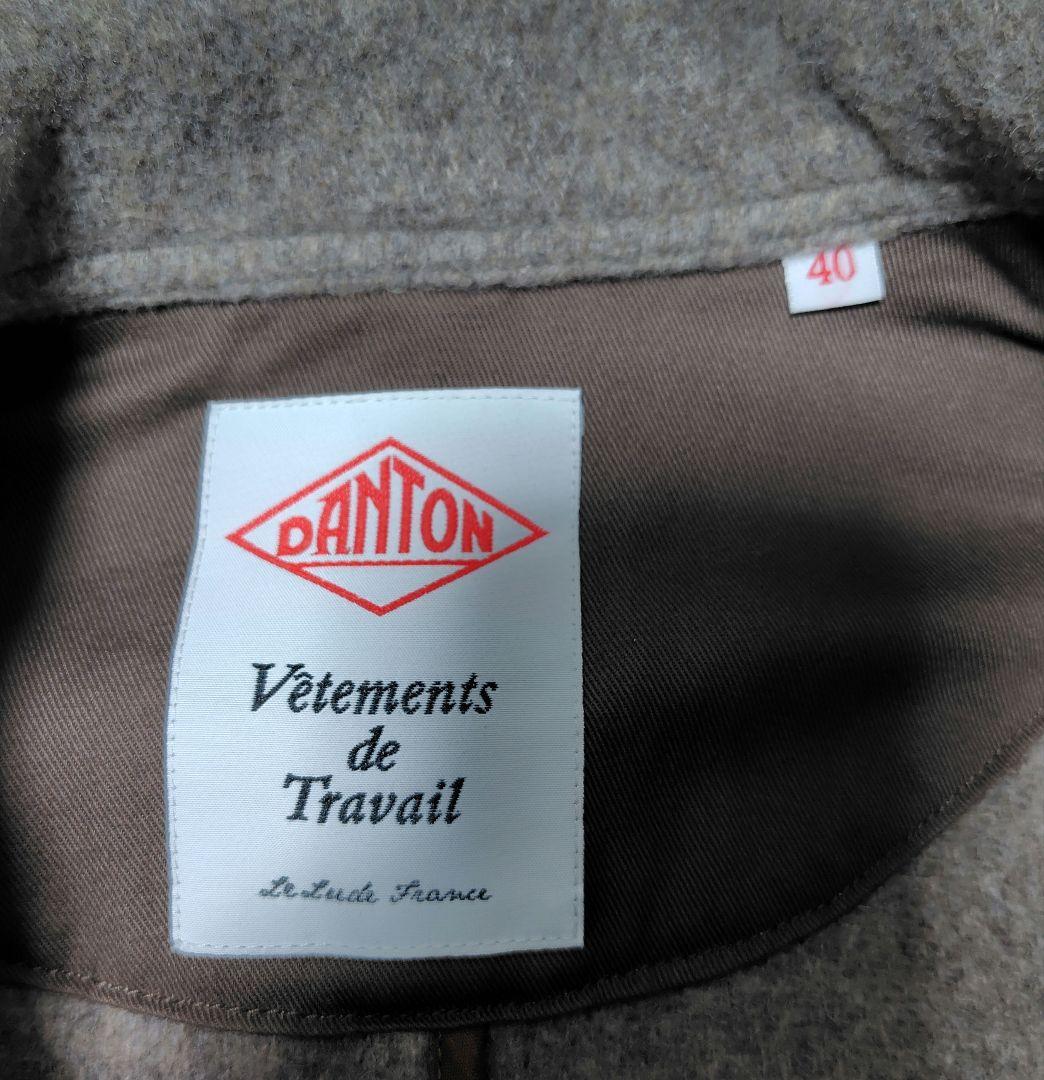 40
DANTON
Vêtements
de
Travail
Le Lude France